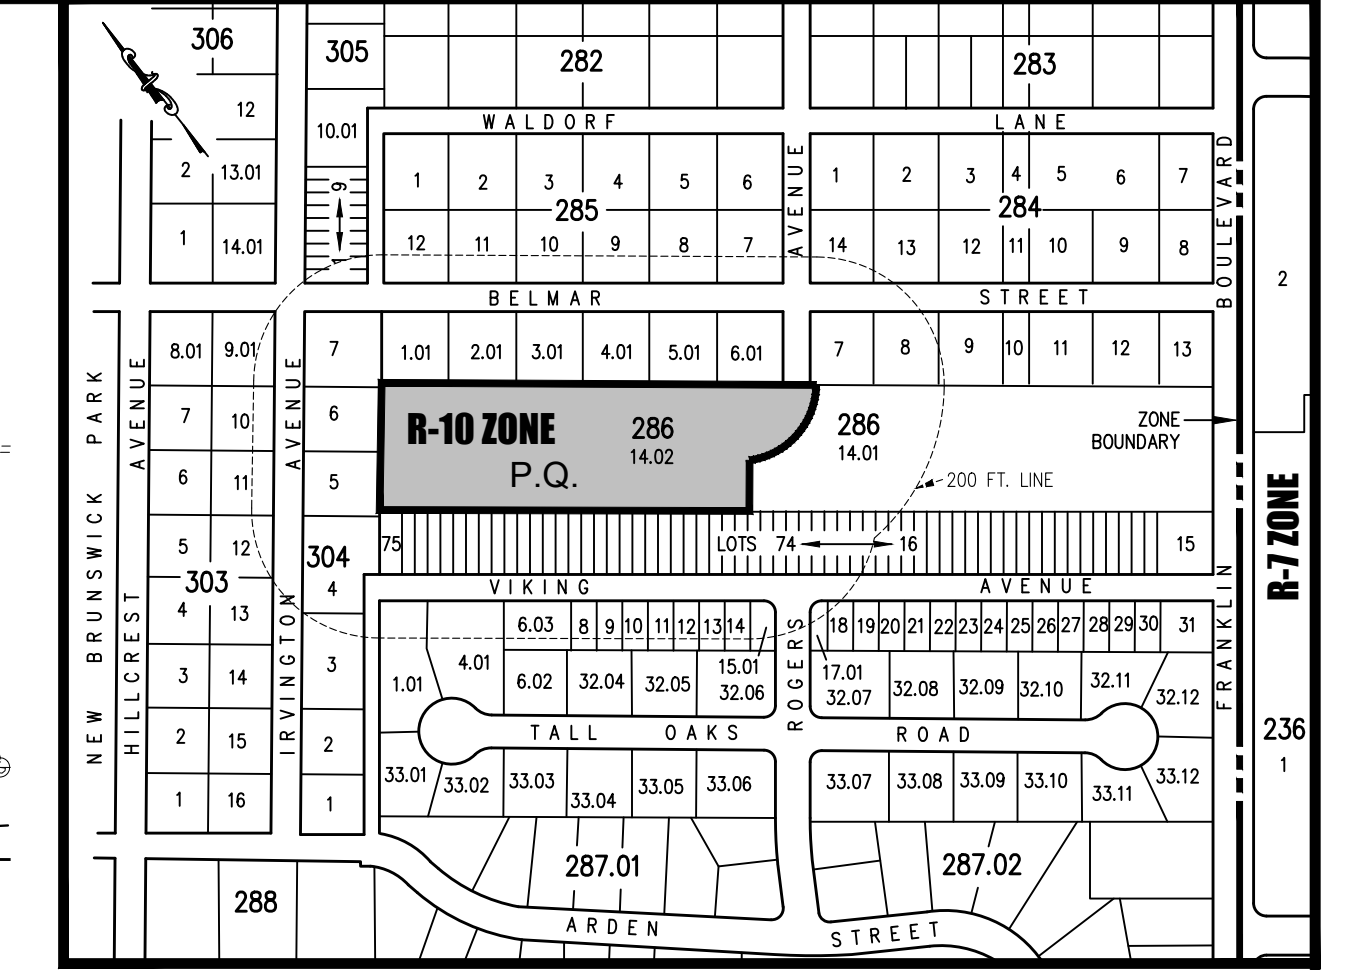 306
305
282
283
12
10.01
WALDORF LANE
2 13.01
9
1 2 3 4 5 6
1 2 3 4 5 6 7
285
284
AVENUE
BOULEVARD
1 14.01
12 11 10 9 8 7
14 13 12 11 10 9 8
2
BELMAR STREET
8.01 9.01
7
1.01 2.01 3.01 4.01 5.01 6.01
7 8 9 10 11 12 13
AVENUE
AVENUE
7 10
6
R-10 ZONE
286
14.02
P.Q.
286
14.01
ZONE
BOUNDARY
200 FT. LINE
6 11
5
R-7 ZONE
5 12
304
75
LOTS 74 16
15
303
4
VIKING AVENUE
4 13
6.03 8 9 10 11 12 13 14
18 19 20 21 22 23 24 25 26 27 28 29 30 31
NEW BRUNSWICK PARK
HILLCREST
IRVINGTON
ROGERS
FRANKLIN
3 14
3
1.01
4.01
6.02 32.04 32.05
15.01
32.06
17.01
32.07
32.08 32.09 32.10 32.11 32.12
2 15
2
TALL OAKS ROAD
236
1
33.01 33.02 33.03 33.04 33.05 33.06
33.07 33.08 33.09 33.10 33.11 33.12
1 16
1
287.01
287.02
288
ARDEN STREET